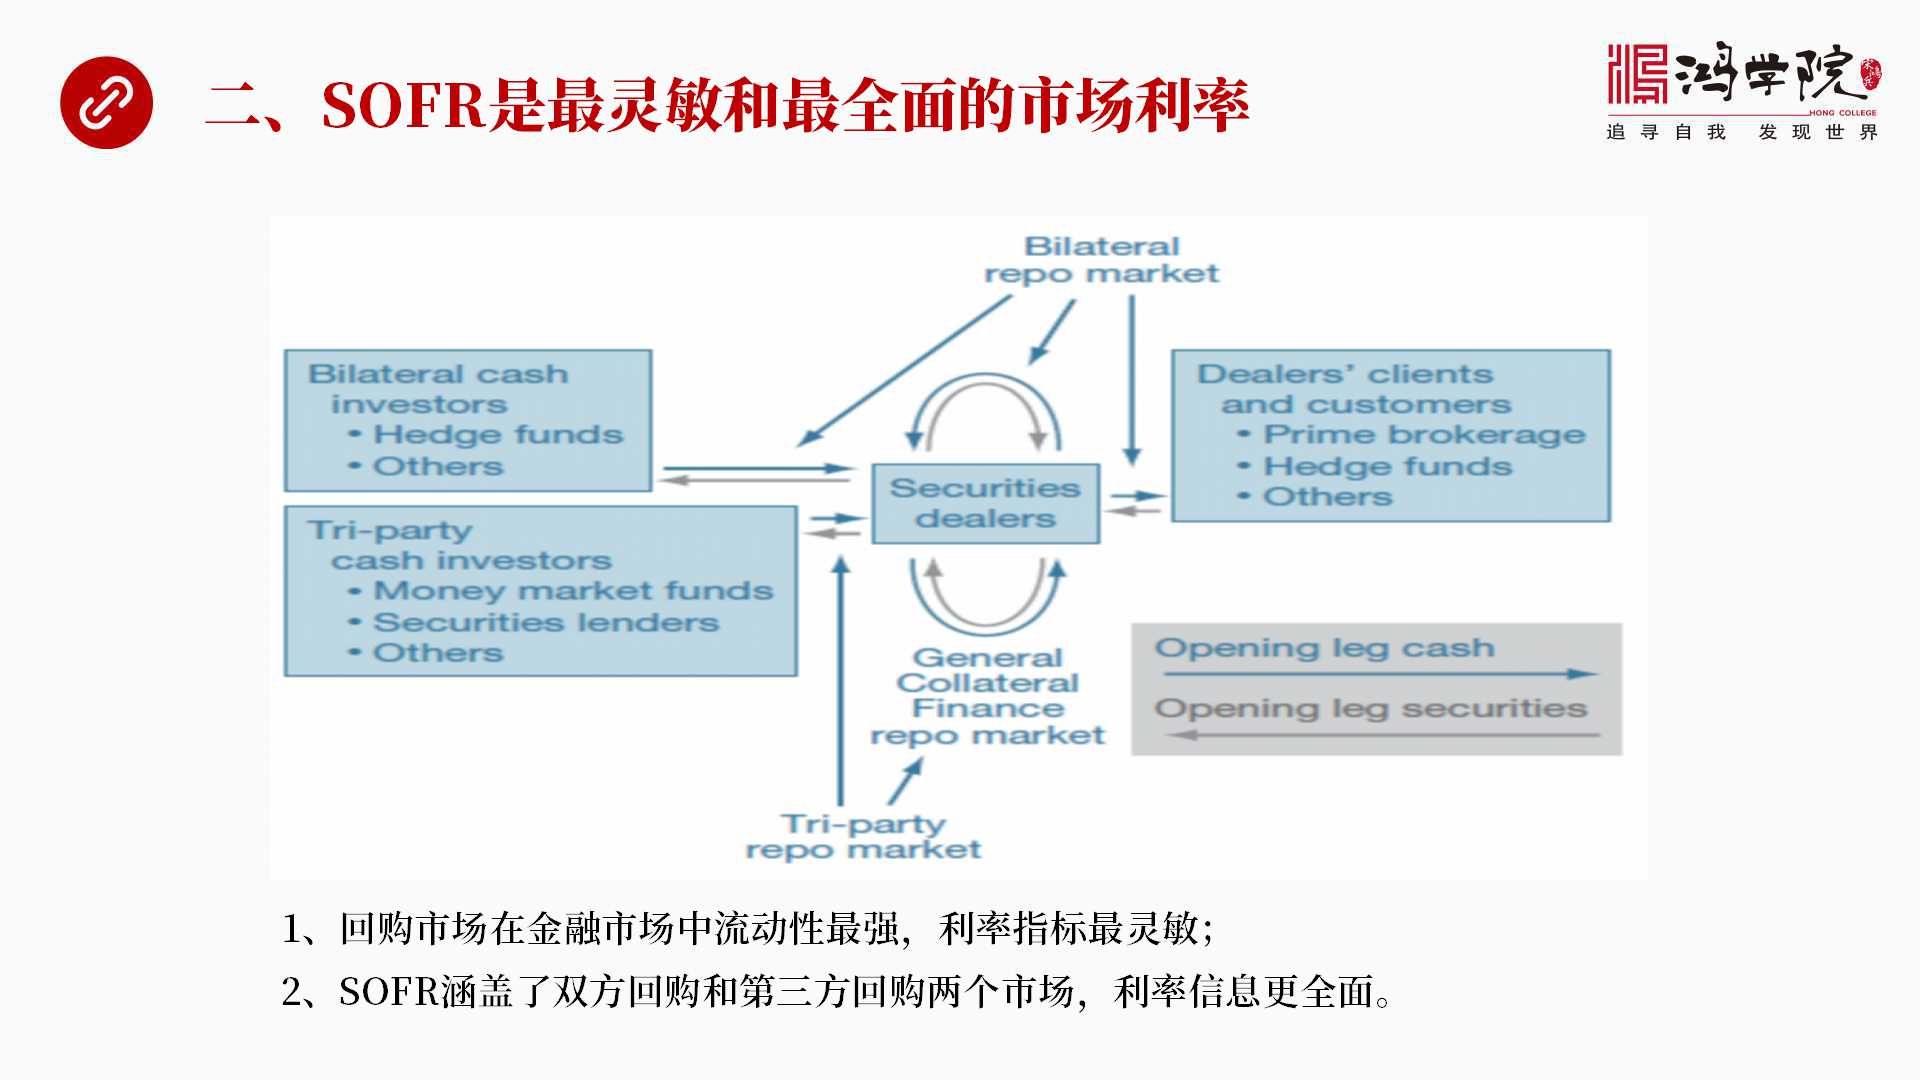 二、SOFR是最灵敏和最全面的市场利率
鸿学院
宋鸿兵
HONG COLLEGE
追寻自我 发现世界
Bilateral
repo market
Bilateral cash
investors
• Hedge funds
• Others
Dealers’ clients
and customers
• Prime brokerage
• Hedge funds
• Others
Securities
dealers
Tri-party
cash investors
• Money market funds
• Securities lenders
• Others
General
Collateral
Finance
repo market
Opening leg cash
Opening leg securities
Tri-party
repo market
1、回购市场在金融市场中流动性最强，利率指标最灵敏；
2、SOFR涵盖了双方回购和第三方回购两个市场，利率信息更全面。